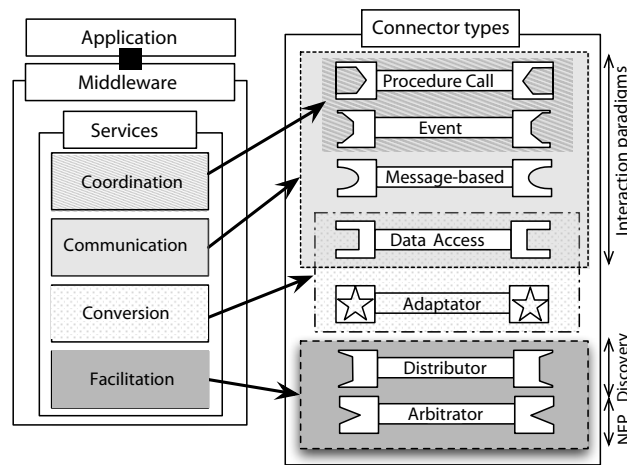 Application
Middleware
Services
Coordination
Communication
Conversion
Facilitation
Connector types
Procedure Call
Event
Message-based
Data Access
Adaptator
Distributor
Arbitrator
Interaction paradigms
Discovery
NFP